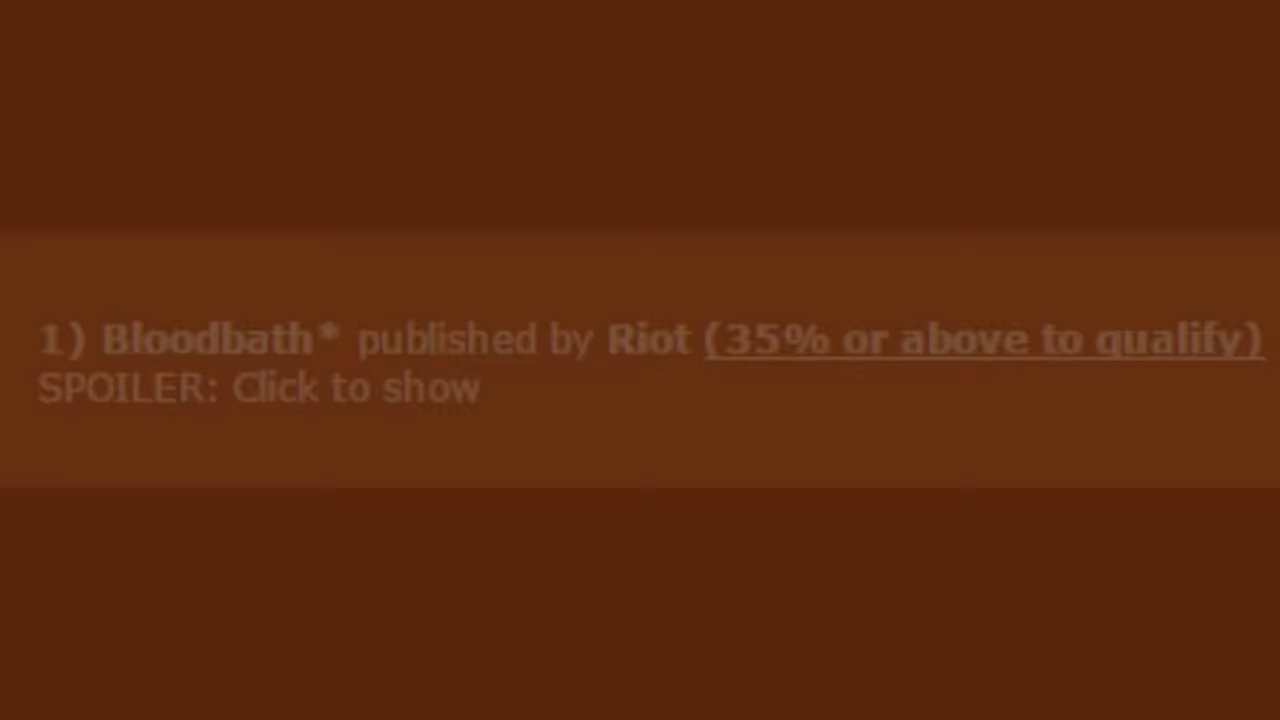 1) Bloodbath* published by Riot (35% or above to qualify)
SPOILER: Click to show